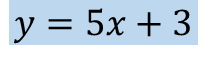 y = 5x + 3